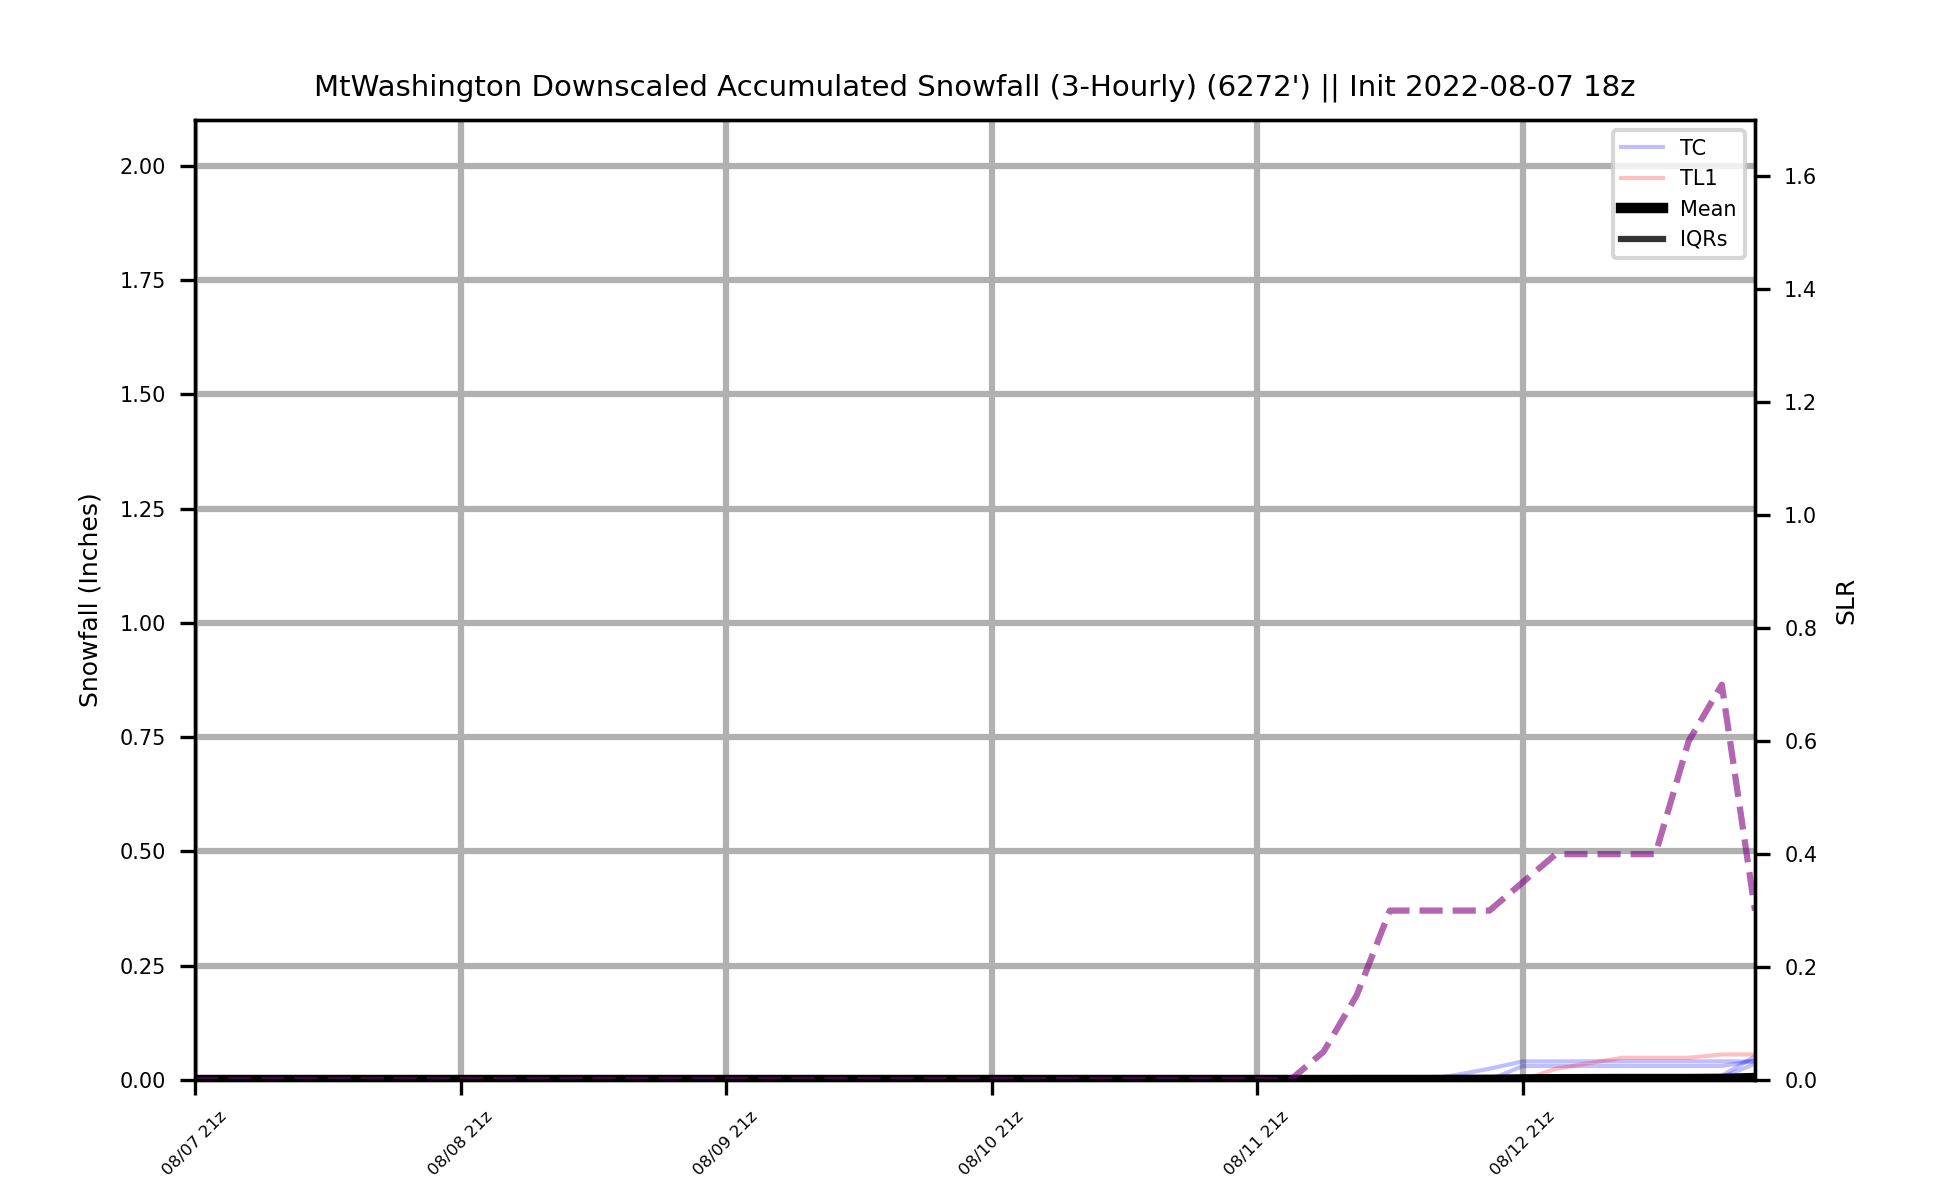 MtWashington Downscaled Accumulated Snowfall (3-Hourly) (6272') || Init 2022-08-07 18z
TC
TL1
Mean
IQRs
Snowfall (Inches)
2.00
1.75
1.50
1.25
1.00
0.75
0.50
0.25
0.00
1.6
1.4
1.2
1.0
0.8
0.6
0.4
0.2
0.0
SLR
08/07 21z
08/08 21z
08/09 21z
08/10 21z
08/11 21z
08/12 21z